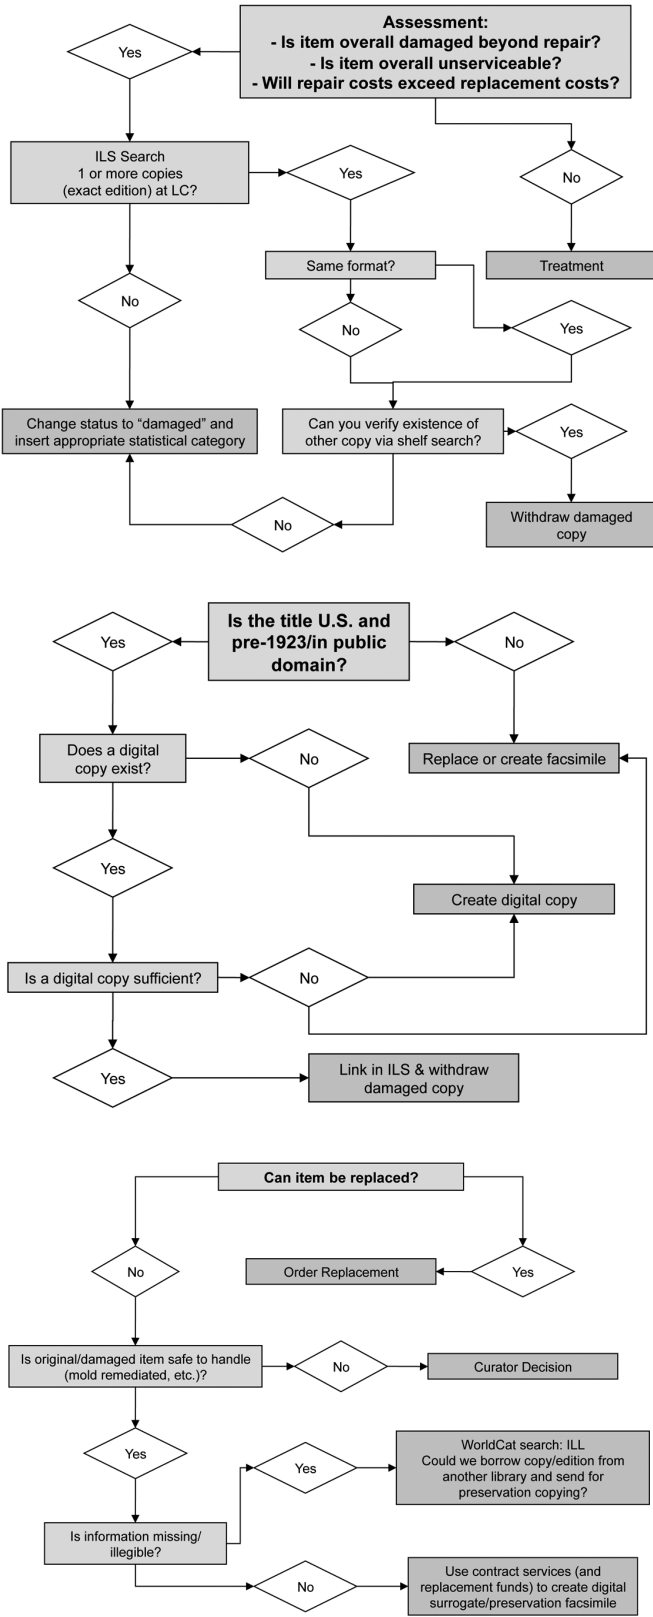 Assessment:
- Is item overall damaged beyond repair?
- Is item overall unserviceable?
- Will repair costs exceed replacement costs?
Yes
ILS Search
1 or more copies
(exact edition) at LC?
Yes
No
Same format?
Treatment
No
No
Yes
Change status to “damaged” and
insert appropriate statistical category
Can you verify existence of
other copy via shelf search?
Yes
No
Withdraw damaged
copy
Is the title U.S. and
pre-1923/in public
domain?
Yes
No
Does a digital
copy exist?
No
Replace or create facsimile
Yes
Create digital copy
Is a digital copy sufficient?
No
Yes
Link in ILS & withdraw
damaged copy
Can item be replaced?
No
Order Replacement
Yes
Is original/damaged item safe to handle
(mold remediated, etc.)?
No
Curator Decision
Yes
Yes
WorldCat search: ILL
Could we borrow copy/edition from
another library and send for
preservation copying?
Is information missing/
illegible?
No
Use contract services (and
replacement funds) to create digital
surrogate/preservation facsimile